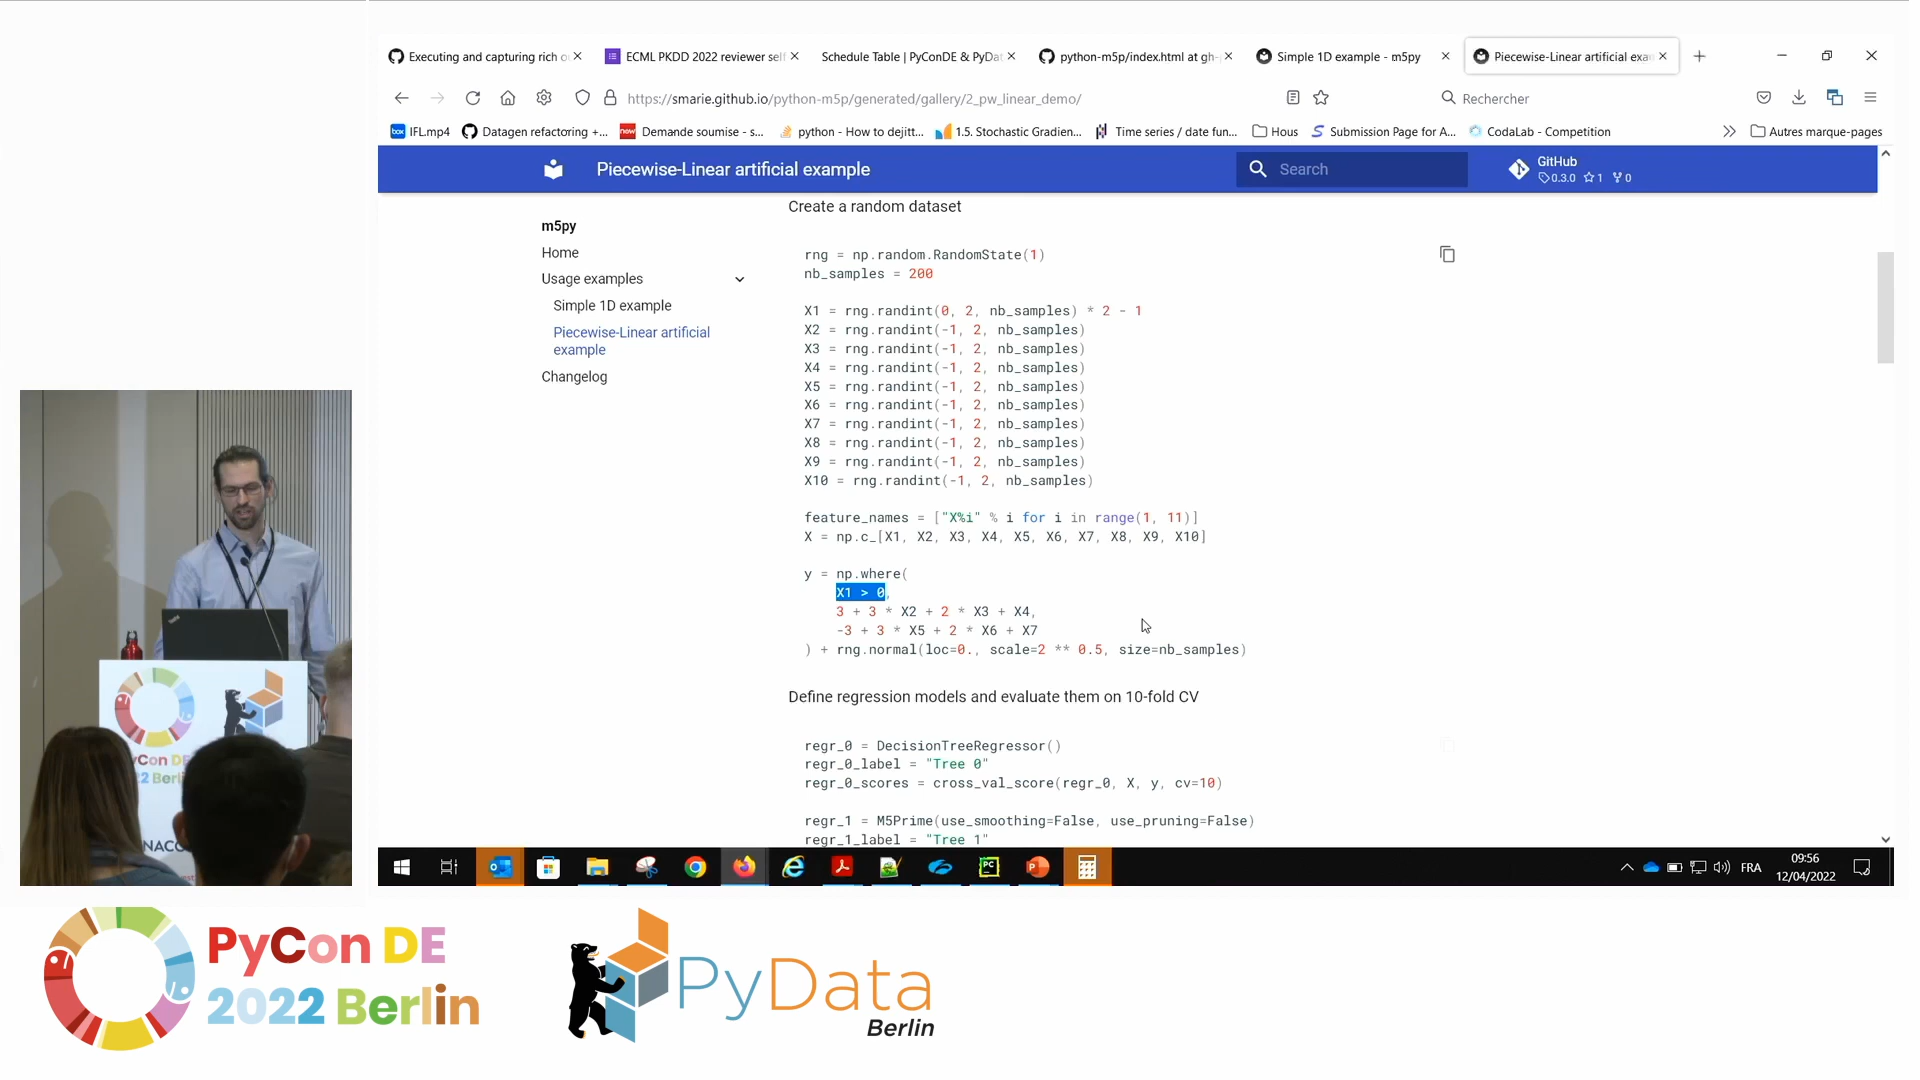 Executing and capturing rich o
ECML PKDD 2022 reviewer sel
Schedule Table | PyConDE & PyDat
python-m5p/index.html at gh-
Simple 1D example - m5py
Piecewise-Linear artificial exam
https://smarie.github.io/python-m5p/generated/gallery/2_pw_linear_demo/
Rechercher
IFL.mp4
Datagen refactoring +...
Demande soumise - s...
python - How to dejitt...
1.5. Stochastic Gradien...
Time series / date fun...
Hous
Submission Page for A...
CodaLab - Competition
Autres marque-pages
Piecewise-Linear artificial example
Search
GitHub
0.3.0 1 0
m5py
Home
Usage examples
Simple 1D example
Piecewise-Linear artificial
example
Changelog
Create a random dataset
rng = np.random.RandomState(1)
nb_samples = 200
X1 = rng.randint(0, 2, nb_samples) * 2 - 1
X2 = rng.randint(-1, 2, nb_samples)
X3 = rng.randint(-1, 2, nb_samples)
X4 = rng.randint(-1, 2, nb_samples)
X5 = rng.randint(-1, 2, nb_samples)
X6 = rng.randint(-1, 2, nb_samples)
X7 = rng.randint(-1, 2, nb_samples)
X8 = rng.randint(-1, 2, nb_samples)
X9 = rng.randint(-1, 2, nb_samples)
X10 = rng.randint(-1, 2, nb_samples)
feature_names = ["X%i" % i for i in range(1, 11)]
X = np.c_[X1, X2, X3, X4, X5, X6, X7, X8, X9, X10]
y = np.where(
X1 > 0,
3 + 3 * X2 + 2 * X3 + X4,
-3 + 3 * X5 + 2 * X6 + X7
) + rng.normal(loc=0., scale=2 ** 0.5, size=nb_samples)
Define regression models and evaluate them on 10-fold CV
regr_0 = DecisionTreeRegressor()
regr_0_label = "Tree 0"
regr_0_scores = cross_val_score(regr_0, X, y, cv=10)
regr_1 = M5Prime(use_smoothing=False, use_pruning=False)
regr_1_label = "Tree 1"
FRA
09:56
12/04/2022
yCon DE
22 Berli
NACO
PyCon DE
2022 Berlin
PyData
Berlin